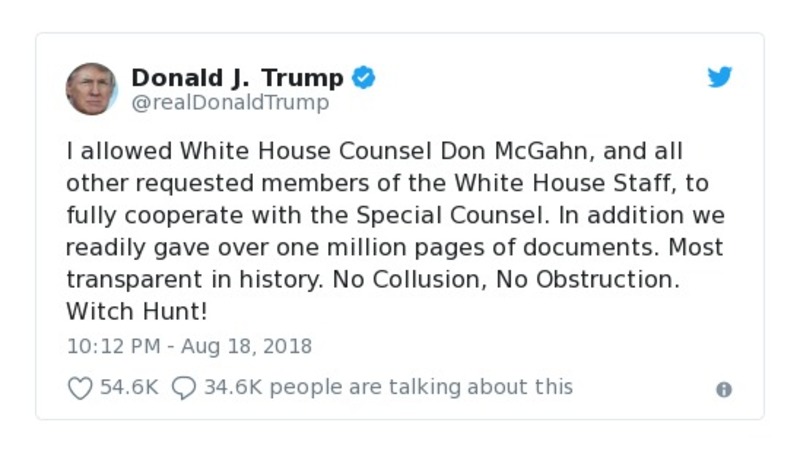 Donald J. Trump
@realDonaldTrump
I allowed White House Counsel Don McGahn, and all
other requested members of the White House Staff, to
fully cooperate with the Special Counsel. In addition we
readily gave over one million pages of documents. Most
transparent in history. No Collusion, No Obstruction.
Witch Hunt!
10:12 PM - Aug 18, 2018
54.6K 34.6K people are talking about this